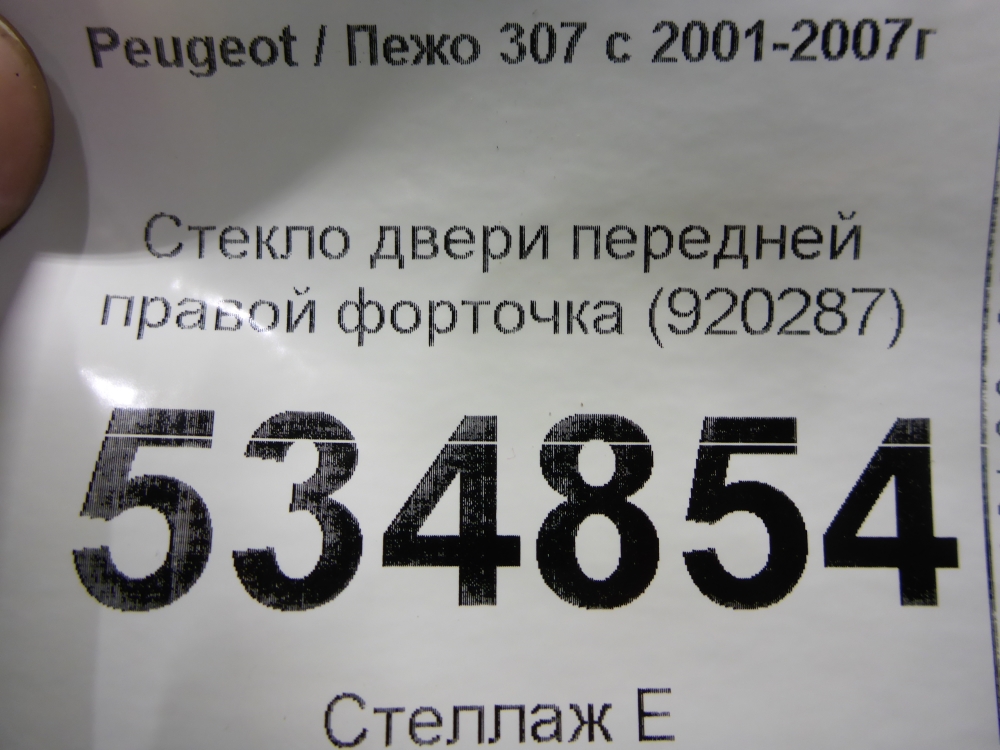 Peugeot / Пежо 307 с 2001-2007г
Стекло двери передней
правой форточка (920287)
534854
Стеллаж Е